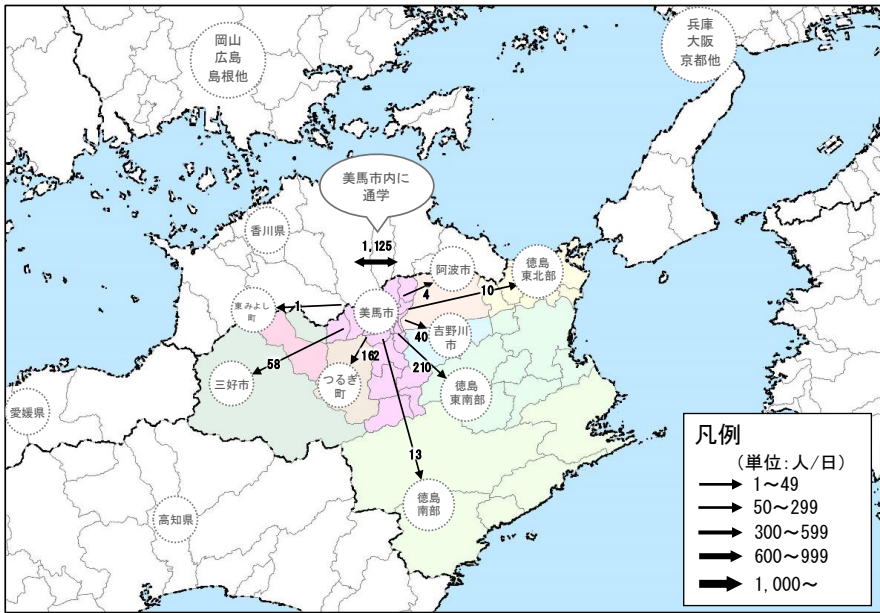 岡山
広島
島根他
兵庫
大阪
京都他
美馬市内に
通学
香川県
1,125
阿波市
徳島
東北部
4
10
東みよし
町
1
美馬市
40
吉野川
市
58
162
210
三好市
つるぎ
町
徳島
東南部
愛媛県
13
徳島
南部
高知県
凡例
(単位:人/日)
1～49
50～299
300～599
600～999
1,000～